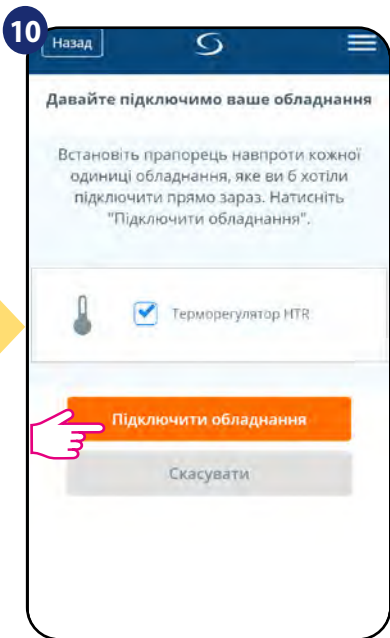 10
Назад
Давайте підключимо ваше обладнання
Встановіть прапорець навпроти кожної
одиниці обладнання, яке ви б хотіли
підключити прямо зараз. Натисніть
"Підключити обладнання".
Терморегулятор HTR
Підключити обладнання
Скасувати